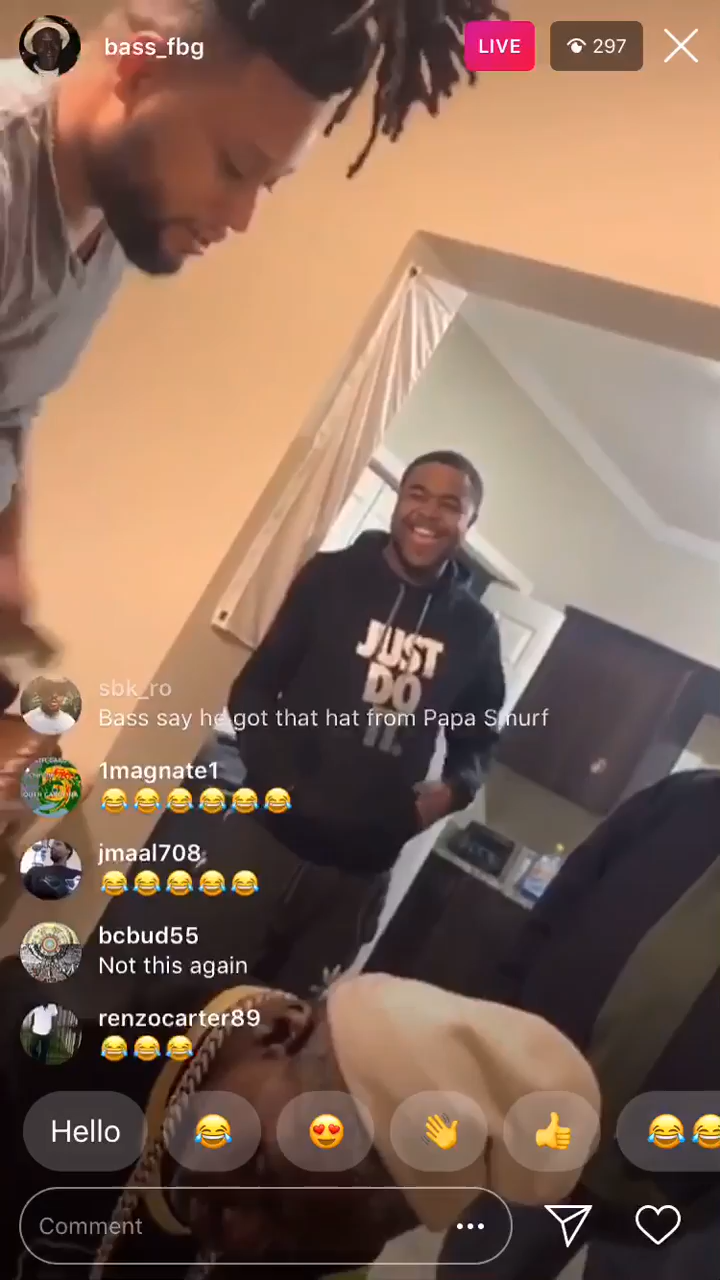 bass_fbg
LIVE
297
JUST
DO
IT.
sbk_ro
Bass say he got that hat from Papa Smurf
1magnate1
😂😂😂😂😂😂
jmaal708
😂😂😂😂😂
bcbud55
Not this again
renzocarter89
😂😂😂
Hello
Comment